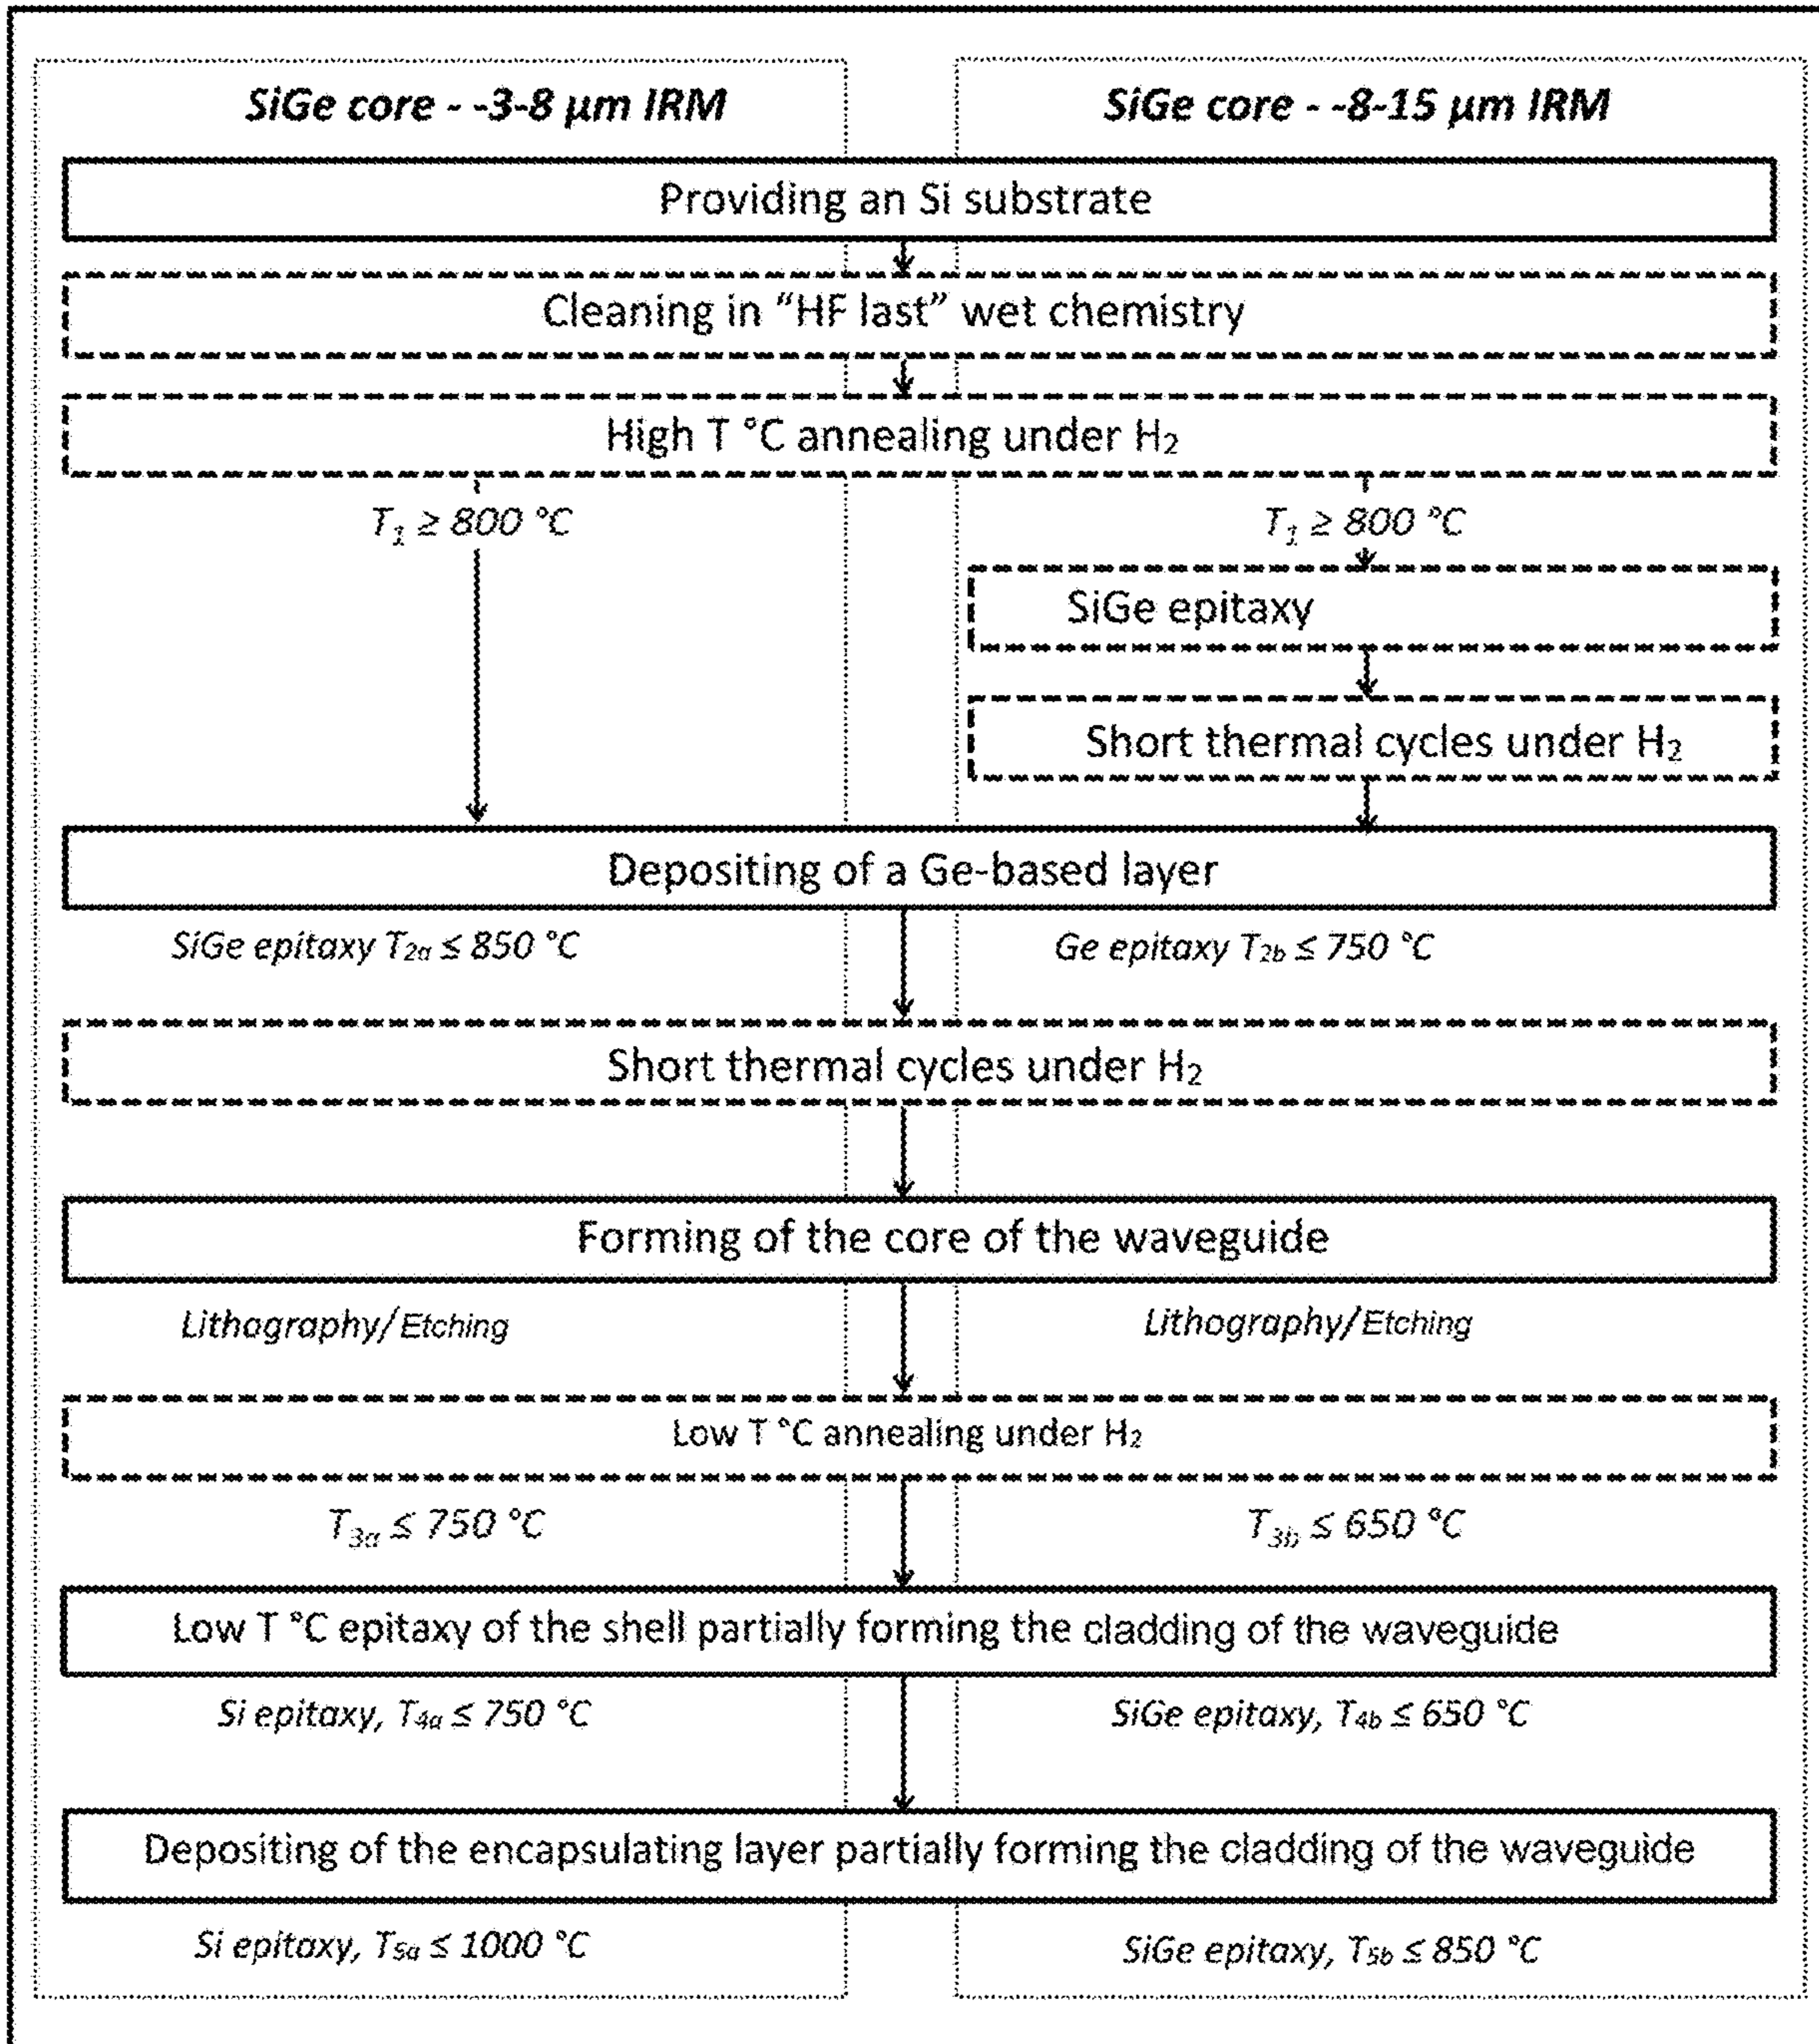 SiGe core - -3-8 µm IRM
SiGe core - -8-15 µm IRM
Providing an Si substrate
Cleaning in “HF last” wet chemistry
High T °C annealing under H₂
T₁ ≥ 800 °C
T₁ ≥ 800 °C
SiGe epitaxy
Short thermal cycles under H₂
Depositing of a Ge-based layer
SiGe epitaxy T2a ≤ 850 °C
Ge epitaxy T2b ≤ 750 °C
Short thermal cycles under H₂
Forming of the core of the waveguide
Lithography/Etching
Lithography/Etching
Low T °C annealing under H₂
T3a ≤ 750 °C
T3b ≤ 650 °C
Low T °C epitaxy of the shell partially forming the cladding of the waveguide
Si epitaxy, T4a ≤ 750 °C
SiGe epitaxy, T4b ≤ 650 °C
Depositing of the encapsulating layer partially forming the cladding of the waveguide
Si epitaxy, T5a ≤ 1000 °C
SiGe epitaxy, T5b ≤ 850 °C